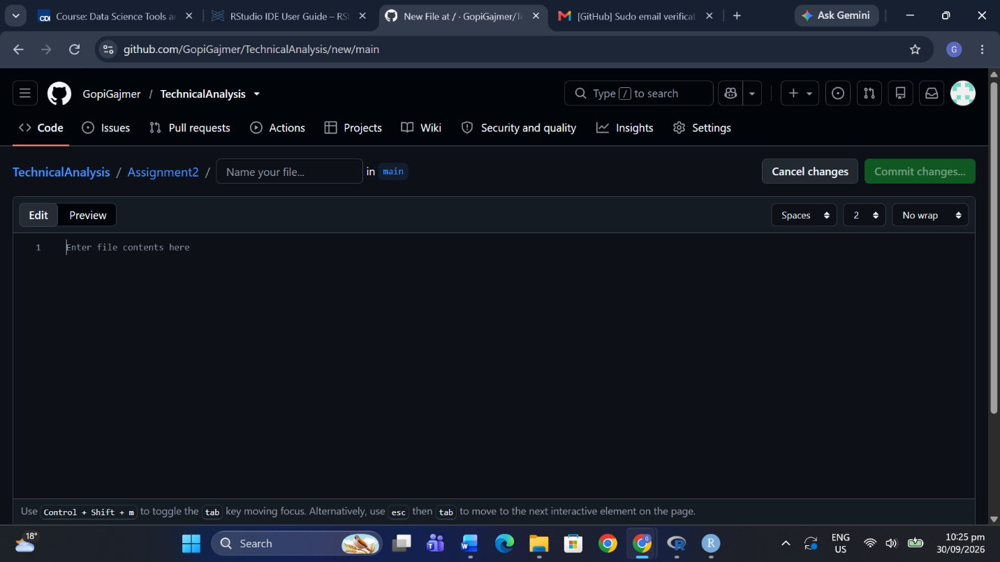 CDI Course: Data Science Tools a
RStudio IDE User Guide – RS
New File at / · GopiGajmer/Te
[GitHub] Sudo email verificat
Ask Gemini
github.com/GopiGajmer/TechnicalAnalysis/new/main
G
GopiGajmer / TechnicalAnalysis
Type / to search
Code
Issues
Pull requests
Actions
Projects
Wiki
Security and quality
Insights
Settings
TechnicalAnalysis / Assignment2 / Name your file... in main
Cancel changes
Commit changes...
Edit
Preview
Spaces
2
No wrap
1 Enter file contents here
Use Control + Shift + m to toggle the tab key moving focus. Alternatively, use esc then tab to move to the next interactive element on the page.
18°
Search
ENG
US
10:25 pm
30/09/2026